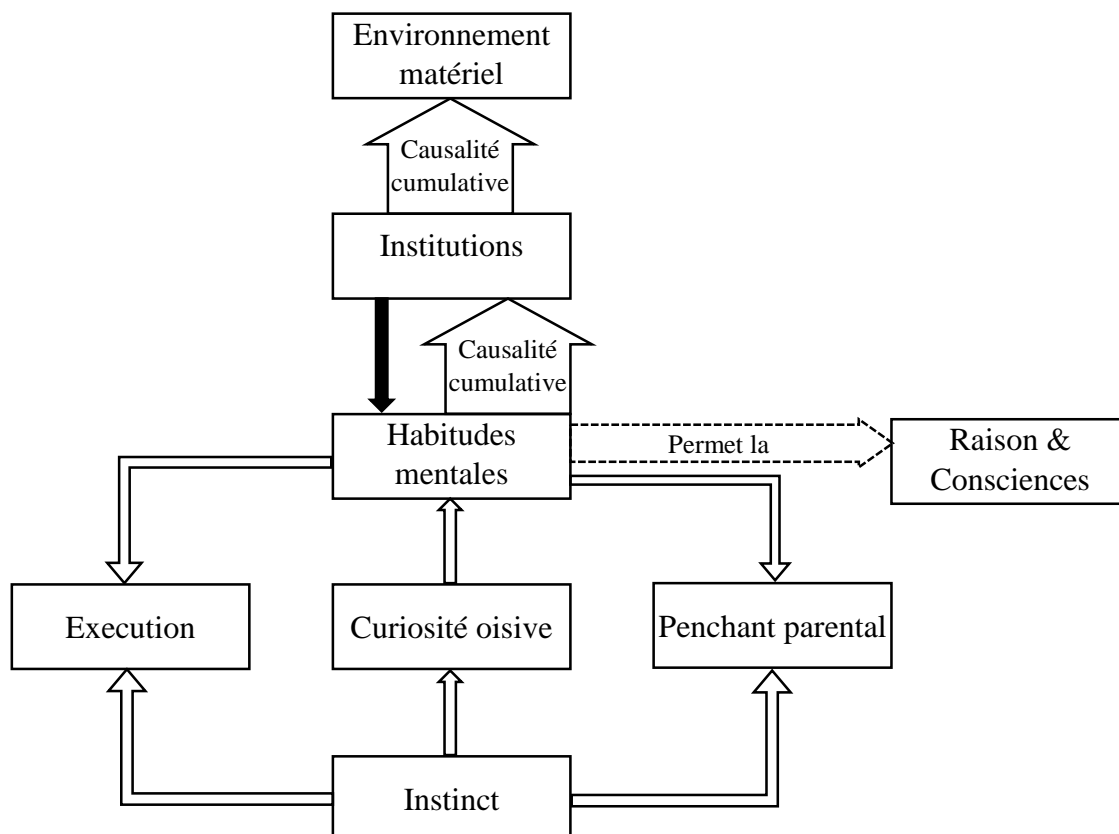 Environnement
matériel
Causalité
cumulative
Institutions
Causalité
cumulative
Habitudes
mentales
Permet la
Raison &
Consciences
Execution
Curiosité oisive
Penchant parental
Instinct